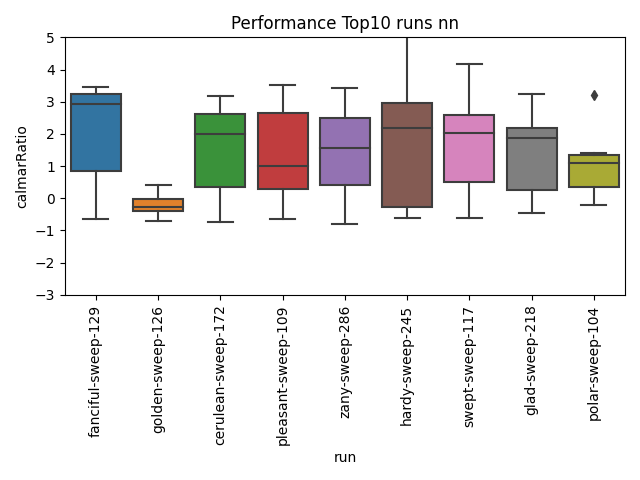 Performance Top10 runs nn
calmarRatio
5
4
3
2
1
0
−1
−2
−3
fanciful-sweep-129
golden-sweep-126
cerulean-sweep-172
pleasant-sweep-109
zany-sweep-286
hardy-sweep-245
swept-sweep-117
glad-sweep-218
polar-sweep-104
run